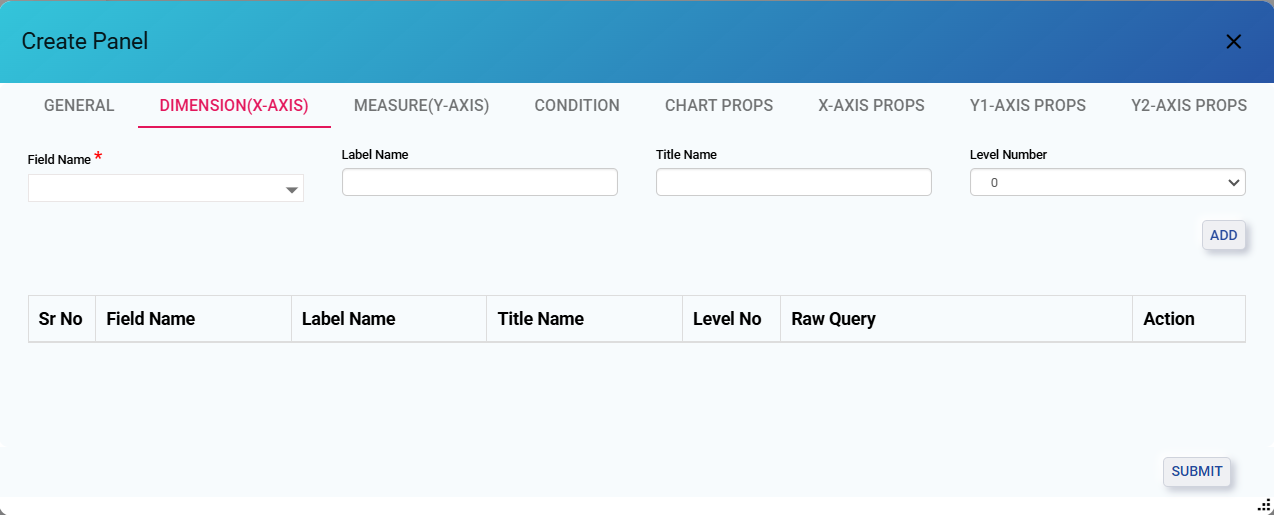 Create Panel
GENERAL DIMENSION(X-AXIS) MEASURE(Y-AXIS) CONDITION CHART PROPS X-AXIS PROPS Y1-AXIS PROPS Y2-AXIS PROPS
Field Name * Label Name Title Name Level Number
0
ADD
Sr No Field Name Label Name Title Name Level No Raw Query Action
SUBMIT